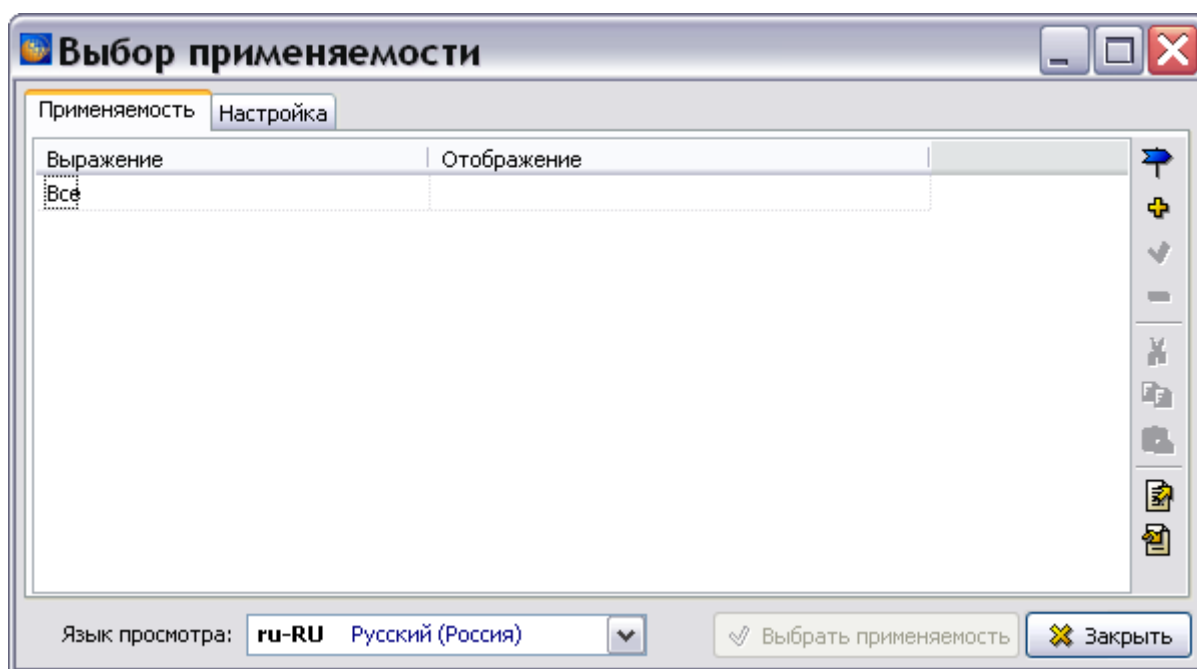 Выбор применяемости
Применяемость Настройка
Выражение Отображение
Все
Язык просмотра: ru-RU Русский (Россия) Выбрать применяемость Закрыть